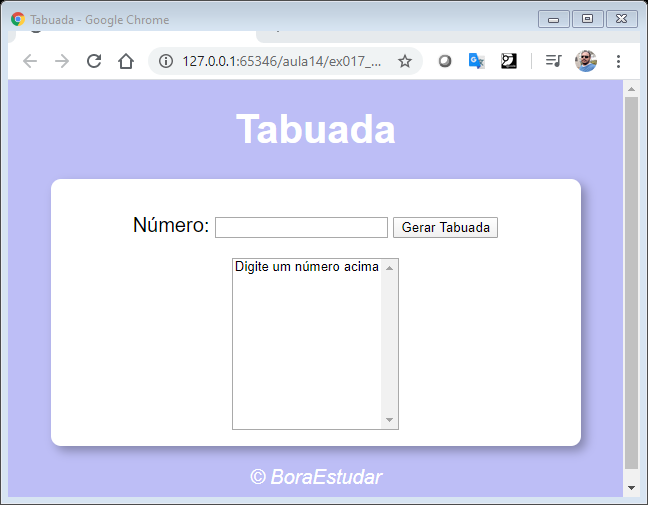 Tabuada - Google Chrome
127.0.0.1:65346/aula14/ex017_...
Tabuada
Número:
Gerar Tabuada
Digite um número acima
© BoraEstudar